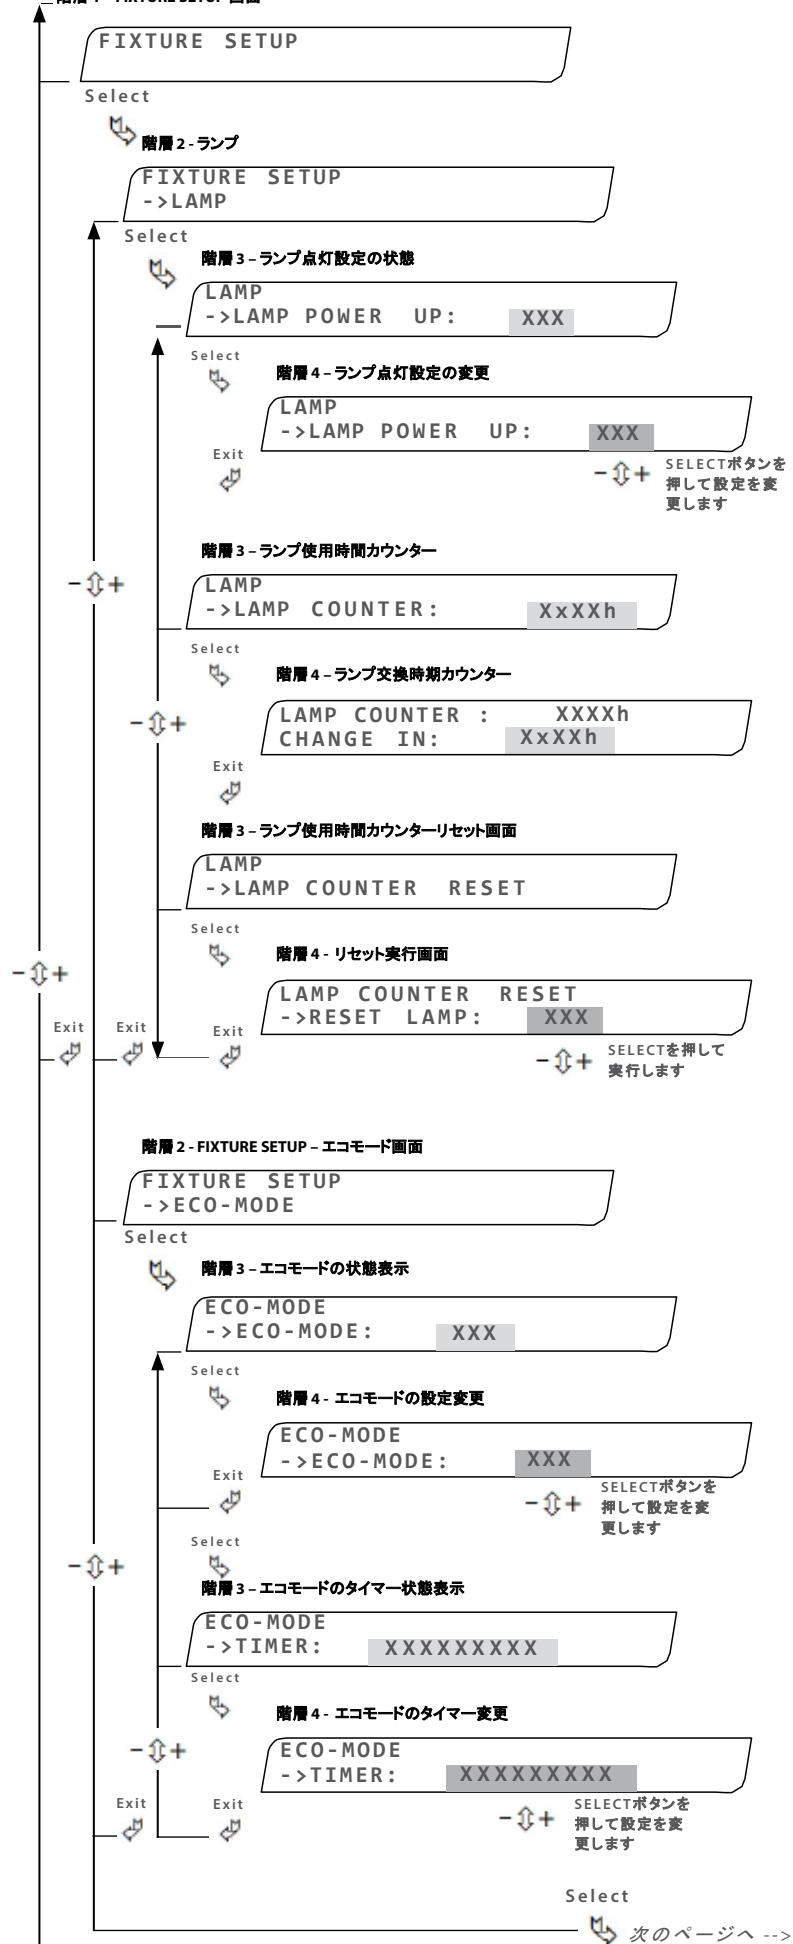 階層 1 - FIXTURE SETUP 画面
FIXTURE SETUP
Select
階層 2 - ランプ
FIXTURE SETUP
->LAMP
Select
階層 3 – ランプ点灯設定の状態
LAMP
->LAMP POWER UP: XXX
Select
階層 4 – ランプ点灯設定の変更
LAMP
->LAMP POWER UP: XXX
Exit
- +
SELECTボタンを
押して設定を変
更します
階層 3 – ランプ使用時間カウンター
- +
LAMP
->LAMP COUNTER: XxXXh
Select
階層 4 – ランプ交換時期カウンター
- +
LAMP COUNTER : XXXXh
CHANGE IN: XxXXh
Exit
階層 3 – ランプ使用時間カウンターリセット画面
LAMP
->LAMP COUNTER RESET
Select
階層 4 - リセット実行画面
- +
LAMP COUNTER RESET
->RESET LAMP: XXX
Exit Exit Exit
- +
SELECTを押して
実行します
階層 2 - FIXTURE SETUP – エコモード画面
FIXTURE SETUP
->ECO-MODE
Select
階層 3 – エコモードの状態表示
ECO-MODE
->ECO-MODE: XXX
Select
階層 4 - エコモードの設定変更
ECO-MODE
->ECO-MODE: XXX
Exit
- +
SELECTボタンを
押して設定を変
更します
Select
- +
階層 3 – エコモードのタイマー状態表示
ECO-MODE
->TIMER: XXXXXXXXX
Select
階層 4 - エコモードのタイマー変更
- +
ECO-MODE
->TIMER: XXXXXXXXX
Exit Exit
- +
SELECTボタンを
押して設定を変
更します
Select
次のページへ -->